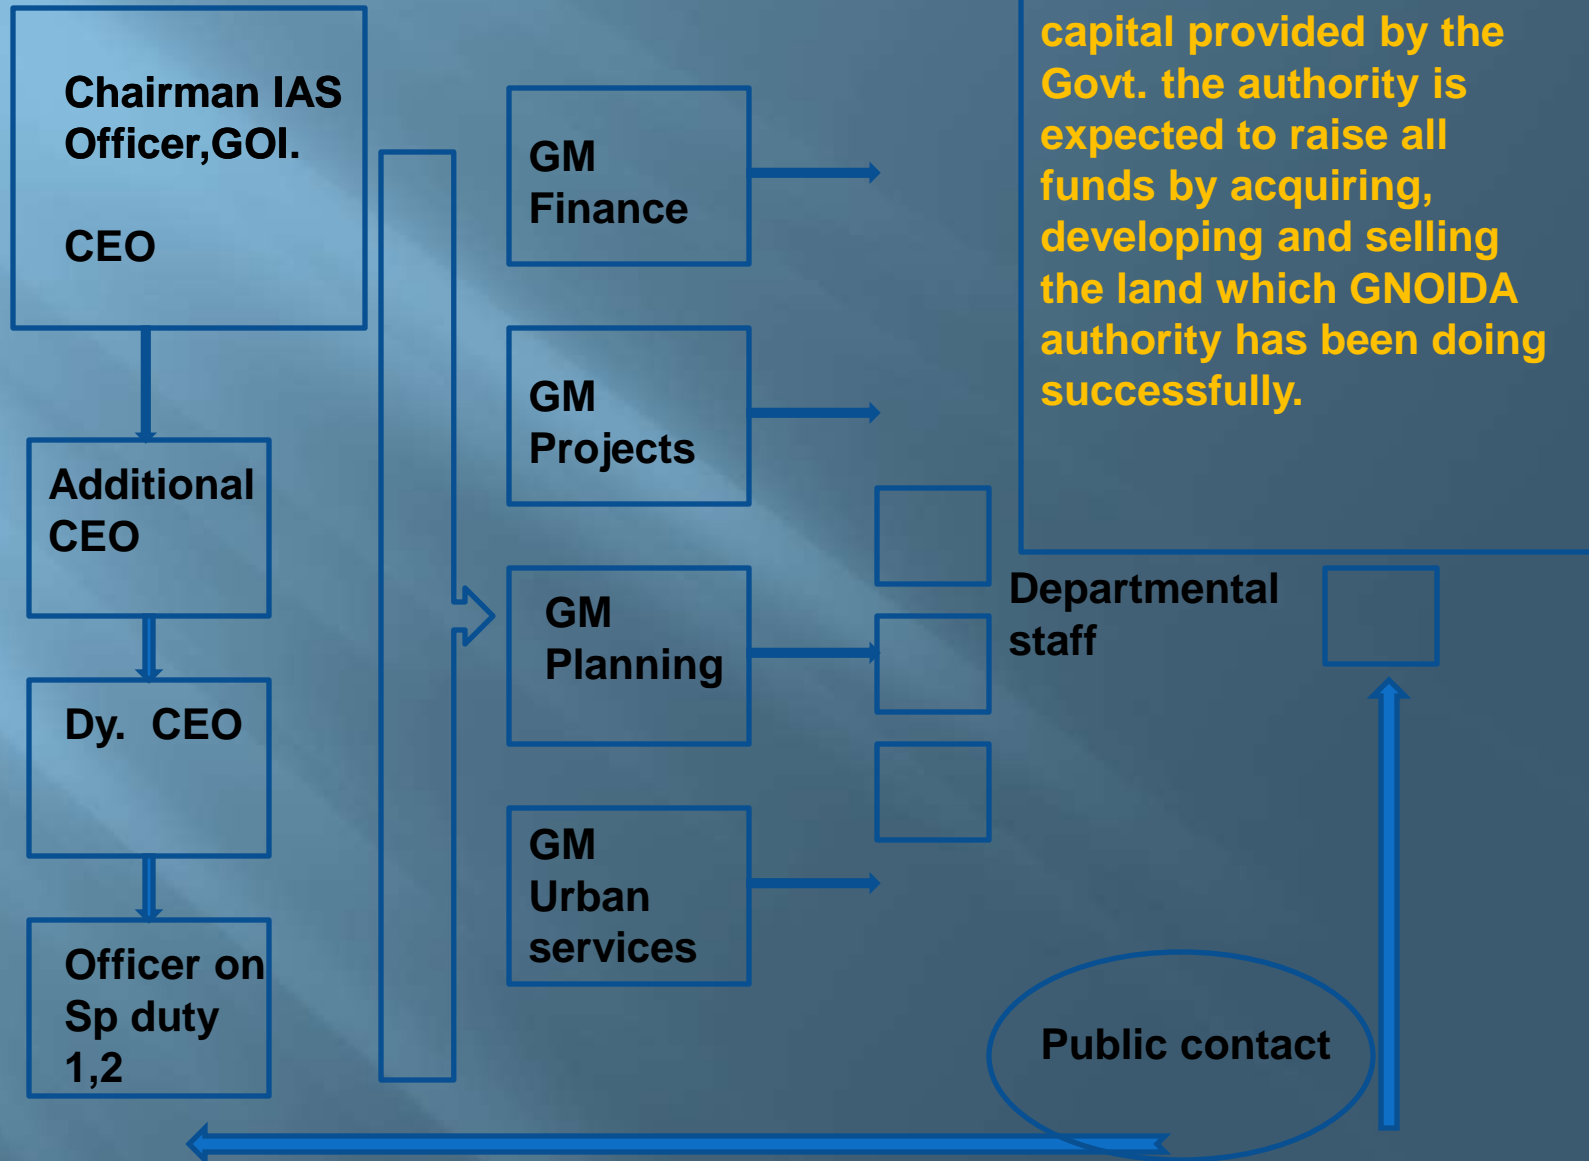 Chairman IAS
Officer,GOI.
CEO
Additional
CEO
Dy. CEO
Officer on
Sp duty
1,2
GM
Finance
GM
Projects
GM
Planning
GM
Urban
services
capital provided by the
Govt. the authority is
expected to raise all
funds by acquiring,
developing and selling
the land which GNOIDA
authority has been doing
successfully.
Departmental
staff
Public contact